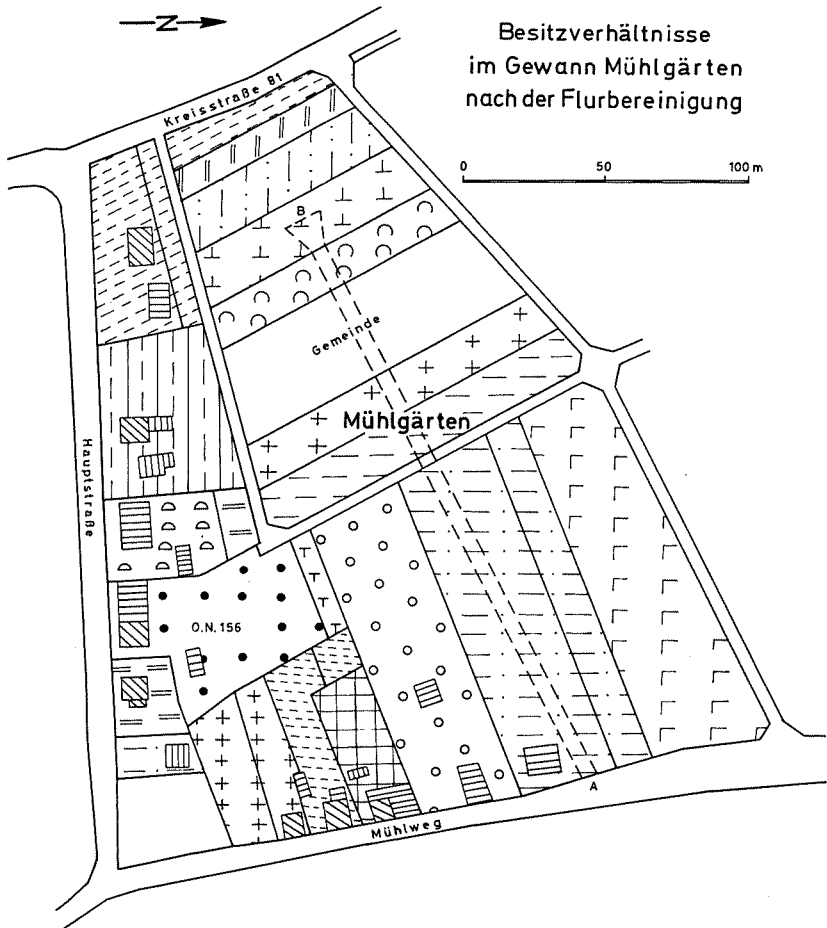 N
Besitzverhältnisse
im Gewann Mühlgärten
nach der Flurbereinigung
0 50 100 m
Kreisstraße 81
B
Gemeinde
Mühlgärten
Hauptstraße
O.N. 156
A
Mühlweg